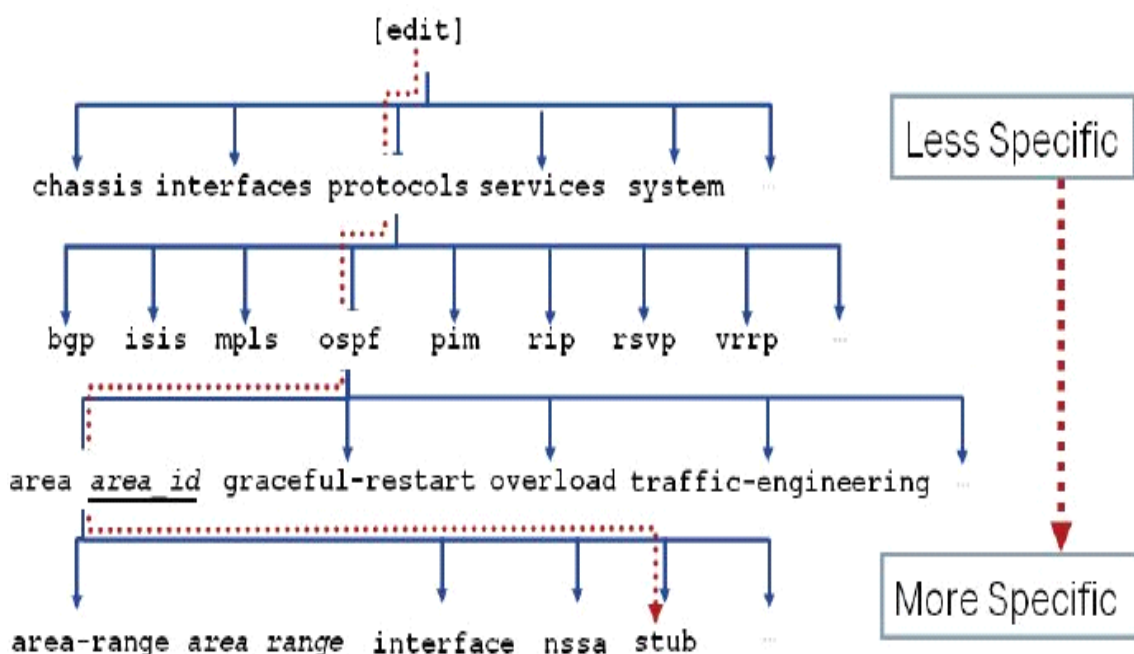 [edit]
Less Specific
chassis interfaces protocols services system ...
bgp isis mpls ospf pim rip rsvp vrrp ...
area area_id graceful-restart overload traffic-engineering ...
More Specific
area-range area range interface nssa stub ...